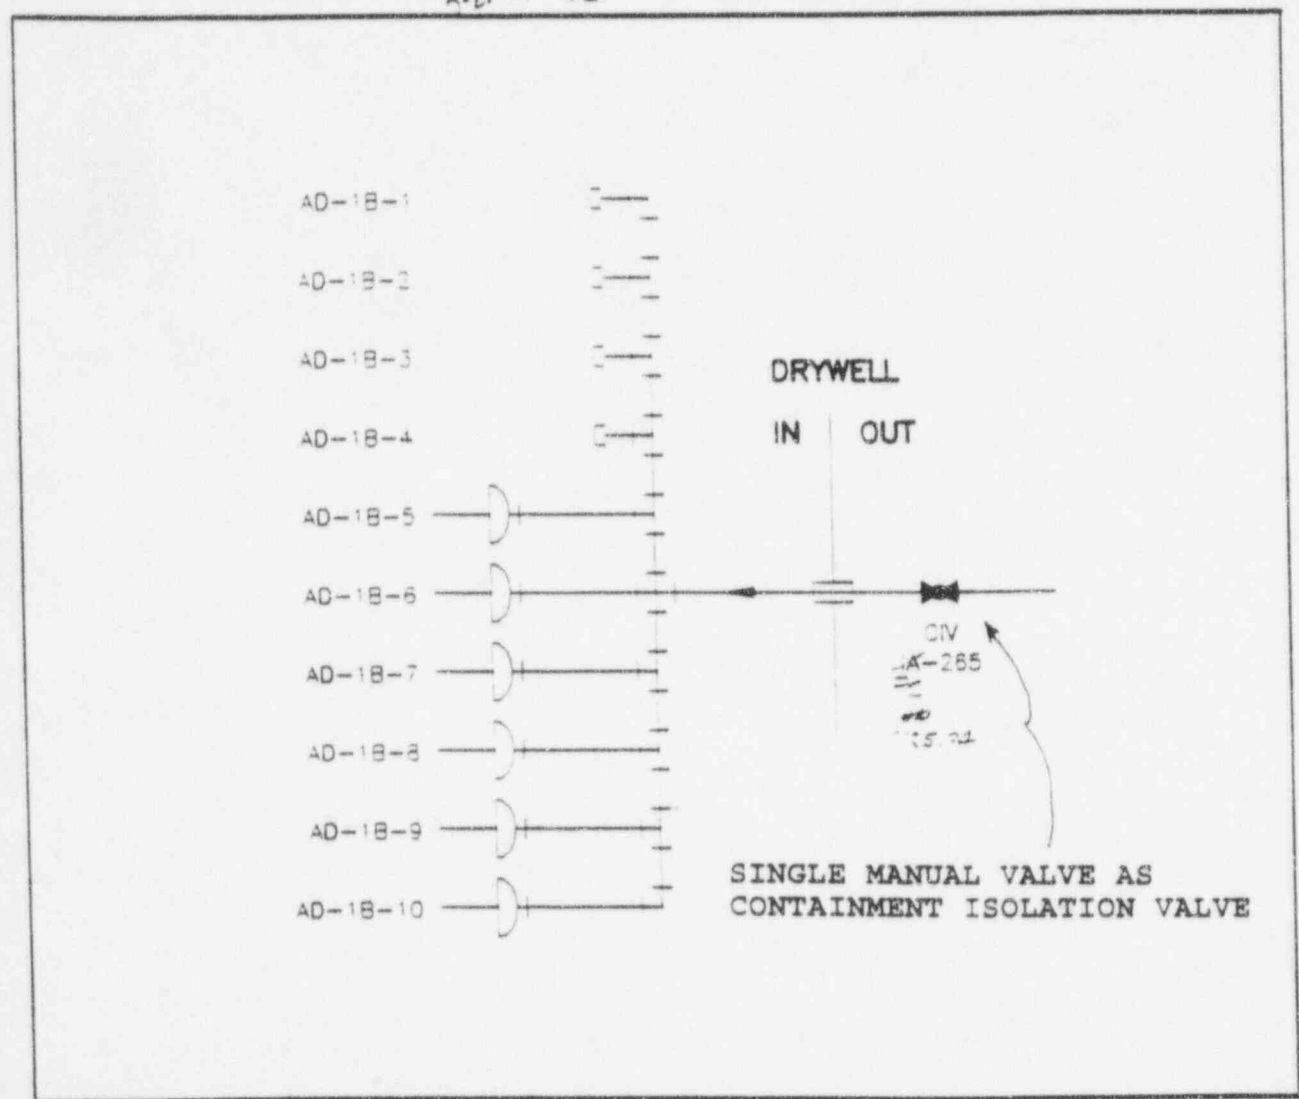 AD-1B-1
AD-1B-2
AD-1B-3
AD-1B-4
AD-1B-5
AD-1B-6
AD-1B-7
AD-1B-8
AD-1B-9
AD-1B-10
DRYWELL
IN OUT
CIV
-265
SINGLE MANUAL VALVE AS
CONTAINMENT ISOLATION VALVE